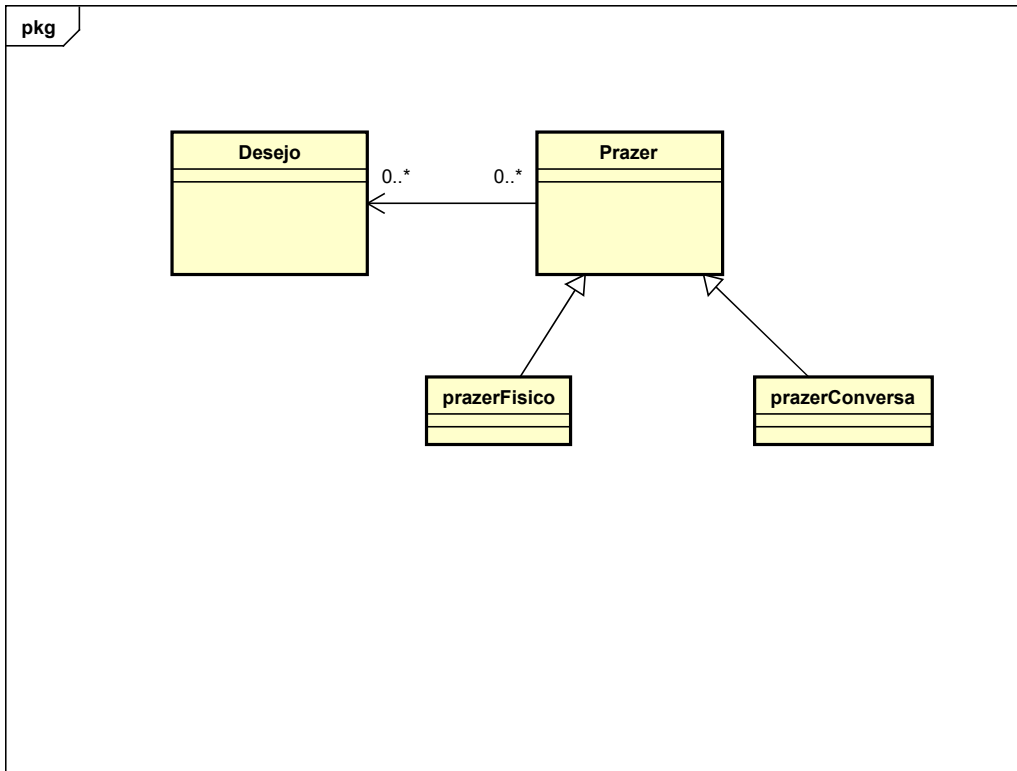 pkg
Desejo
Prazer
0..*
0..*
prazerFisico
prazerConversa